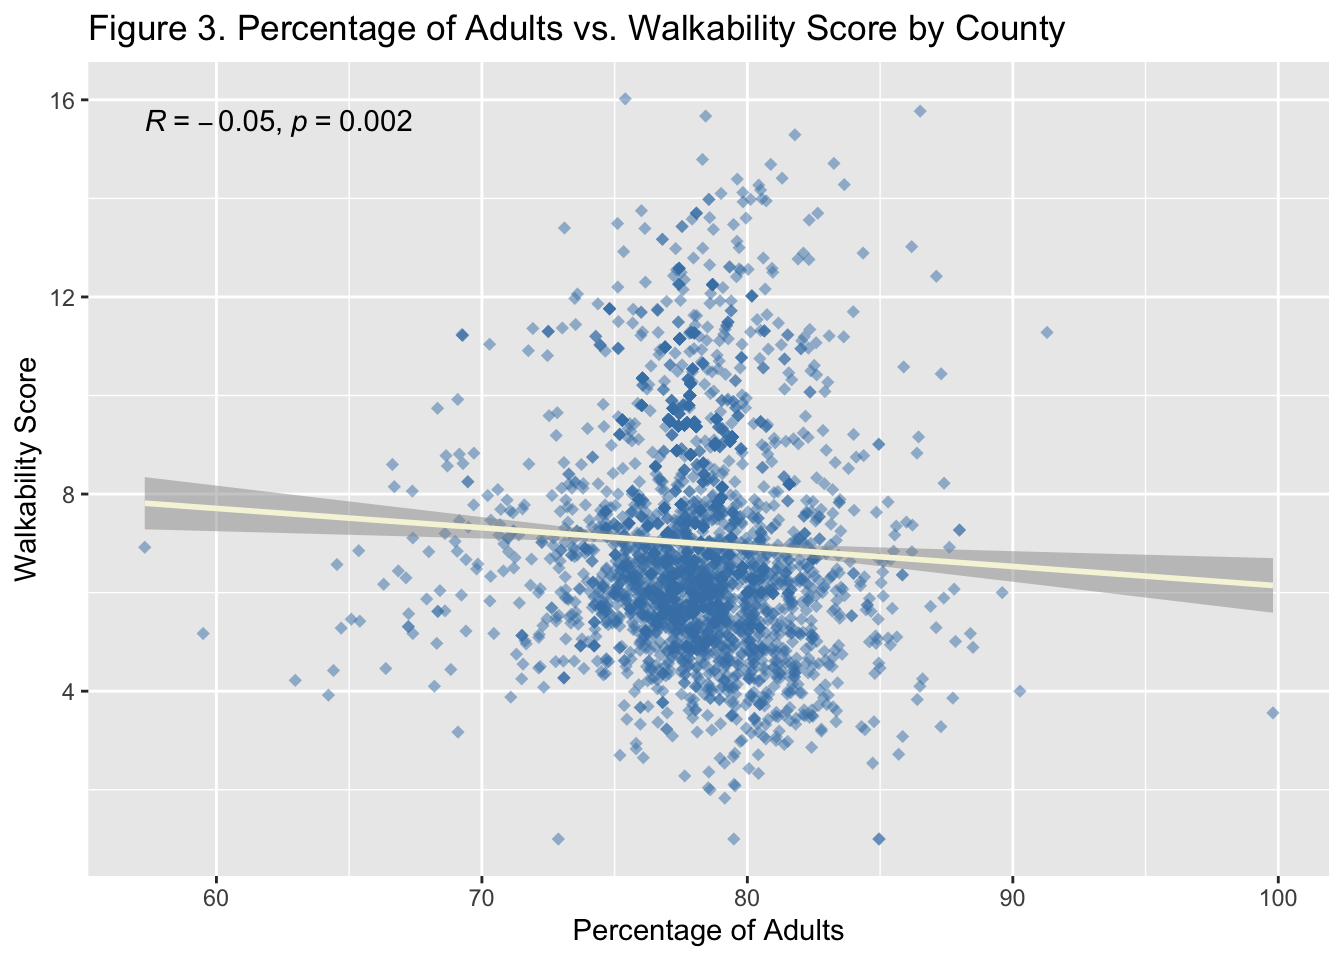 Figure 3. Percentage of Adults vs. Walkability Score by County
R = −0.05, p = 0.002
16
12
8
4
Walkability Score
60 70 80 90 100
Percentage of Adults